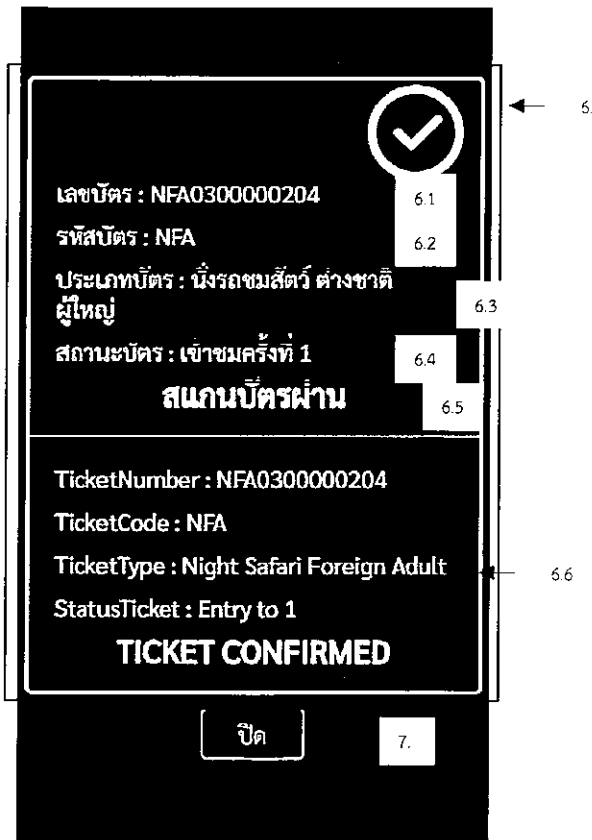 6.
เลขบัตร : NFA0300000204
6.1
รหัสบัตร : NFA
6.2
ประเภทบัตร : นั่งรถชมสัตว์ ต่างชาติ
ผู้ใหญ่
6.3
สถานะบัตร : เข้าชมครั้งที่ 1
6.4
สแกนบัตรผ่าน
6.5
TicketNumber : NFA0300000204
TicketCode : NFA
TicketType : Night Safari Foreign Adult
6.6
StatusTicket : Entry to 1
TICKET CONFIRMED
ปิด
7.